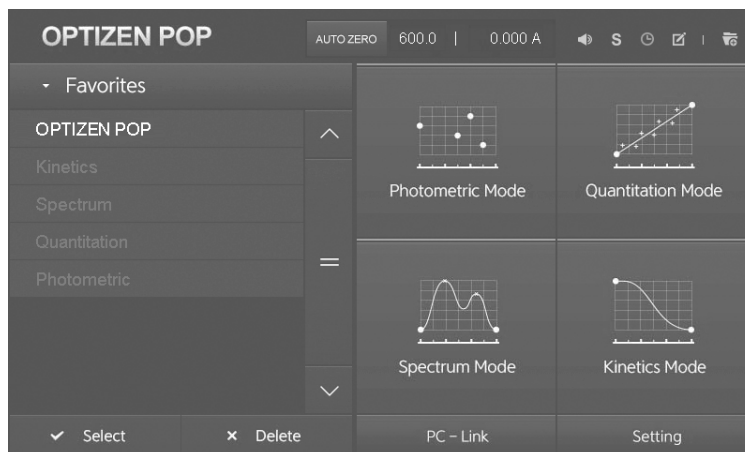 OPTIZEN POP
AUTO ZERO 600.0 | 0.000 A S
Favorites
OPTIZEN POP
Kinetics
Spectrum
Quantitation
Photometric
Photometric Mode
Quantitation Mode
Spectrum Mode
Kinetics Mode
Select
Delete
PC – Link
Setting